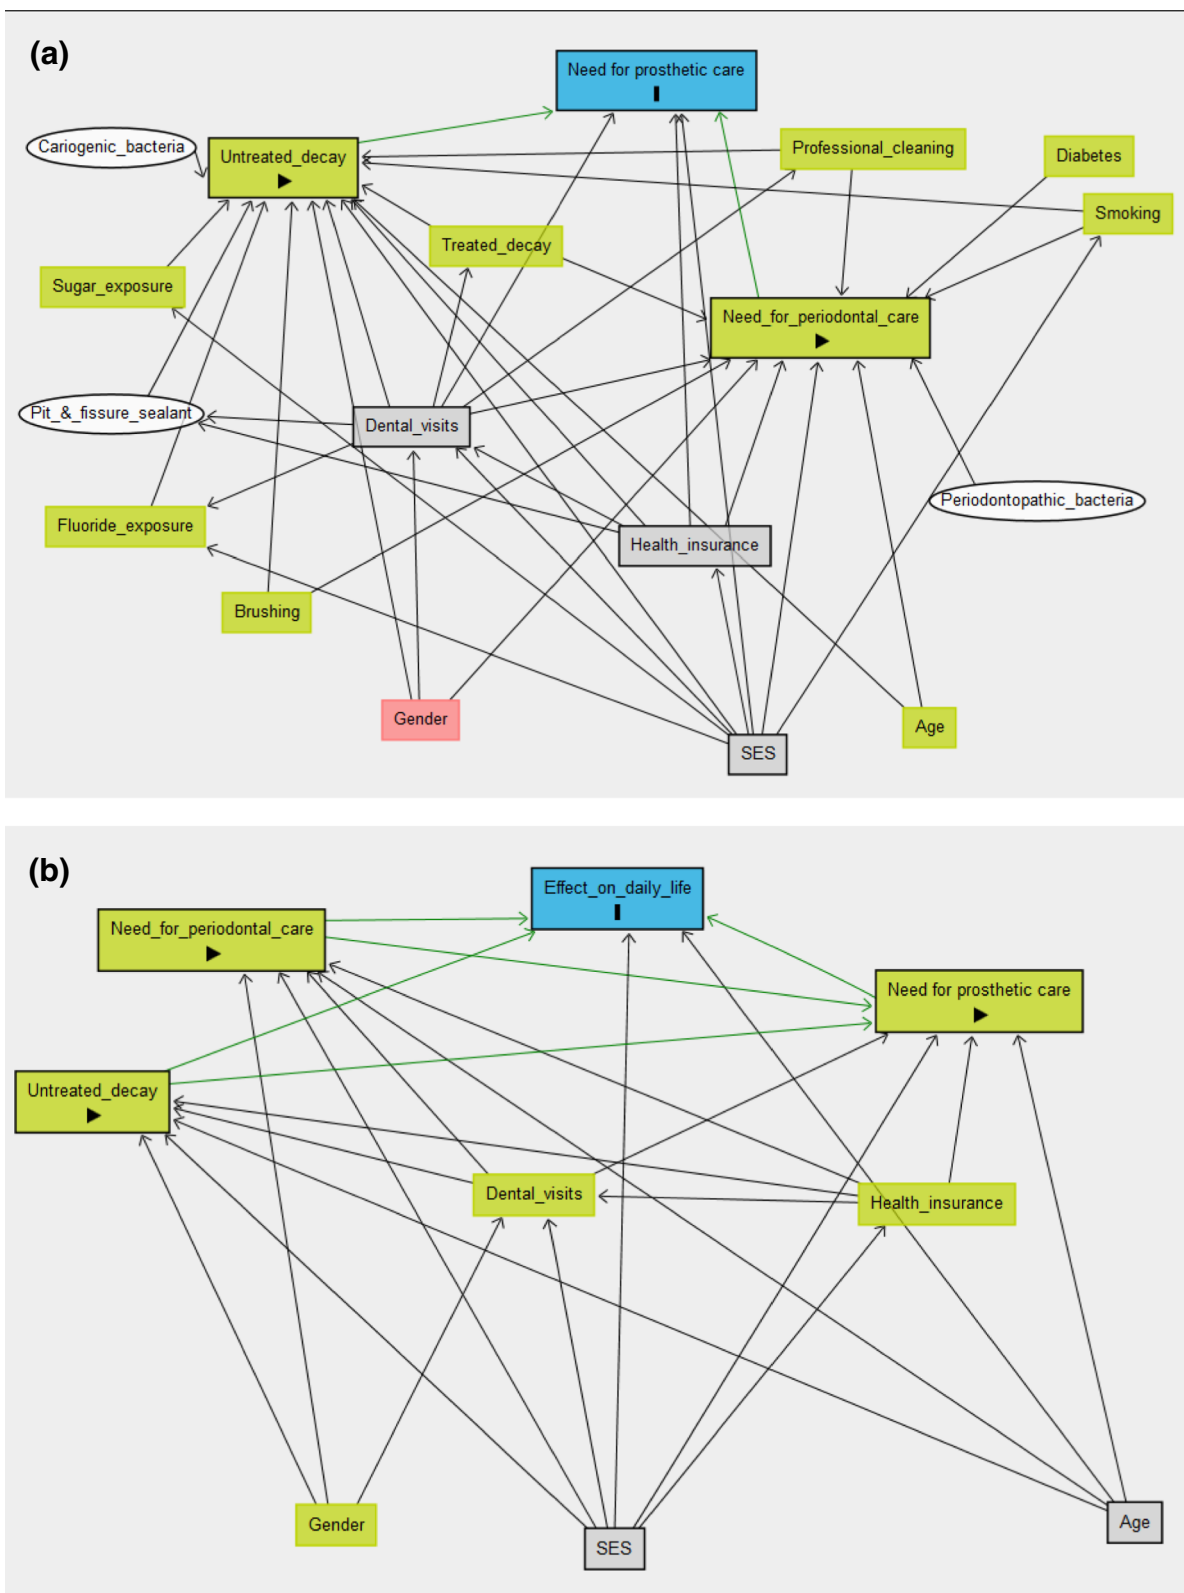 (a)
Need for prosthetic care
Cariogenic_bacteria
Untreated_decay
Professional_cleaning
Diabetes
Smoking
Treated_decay
Sugar_exposure
Need_for_periodontal_care
Pit_&_fissure_sealant
Dental_visits
Periodontopathic_bacteria
Fluoride_exposure
Health_insurance
Brushing
Gender
Age
SES
(b)
Effect_on_daily_life
Need_for_periodontal_care
Need for prosthetic care
Untreated_decay
Dental_visits
Health_insurance
Gender
Age
SES